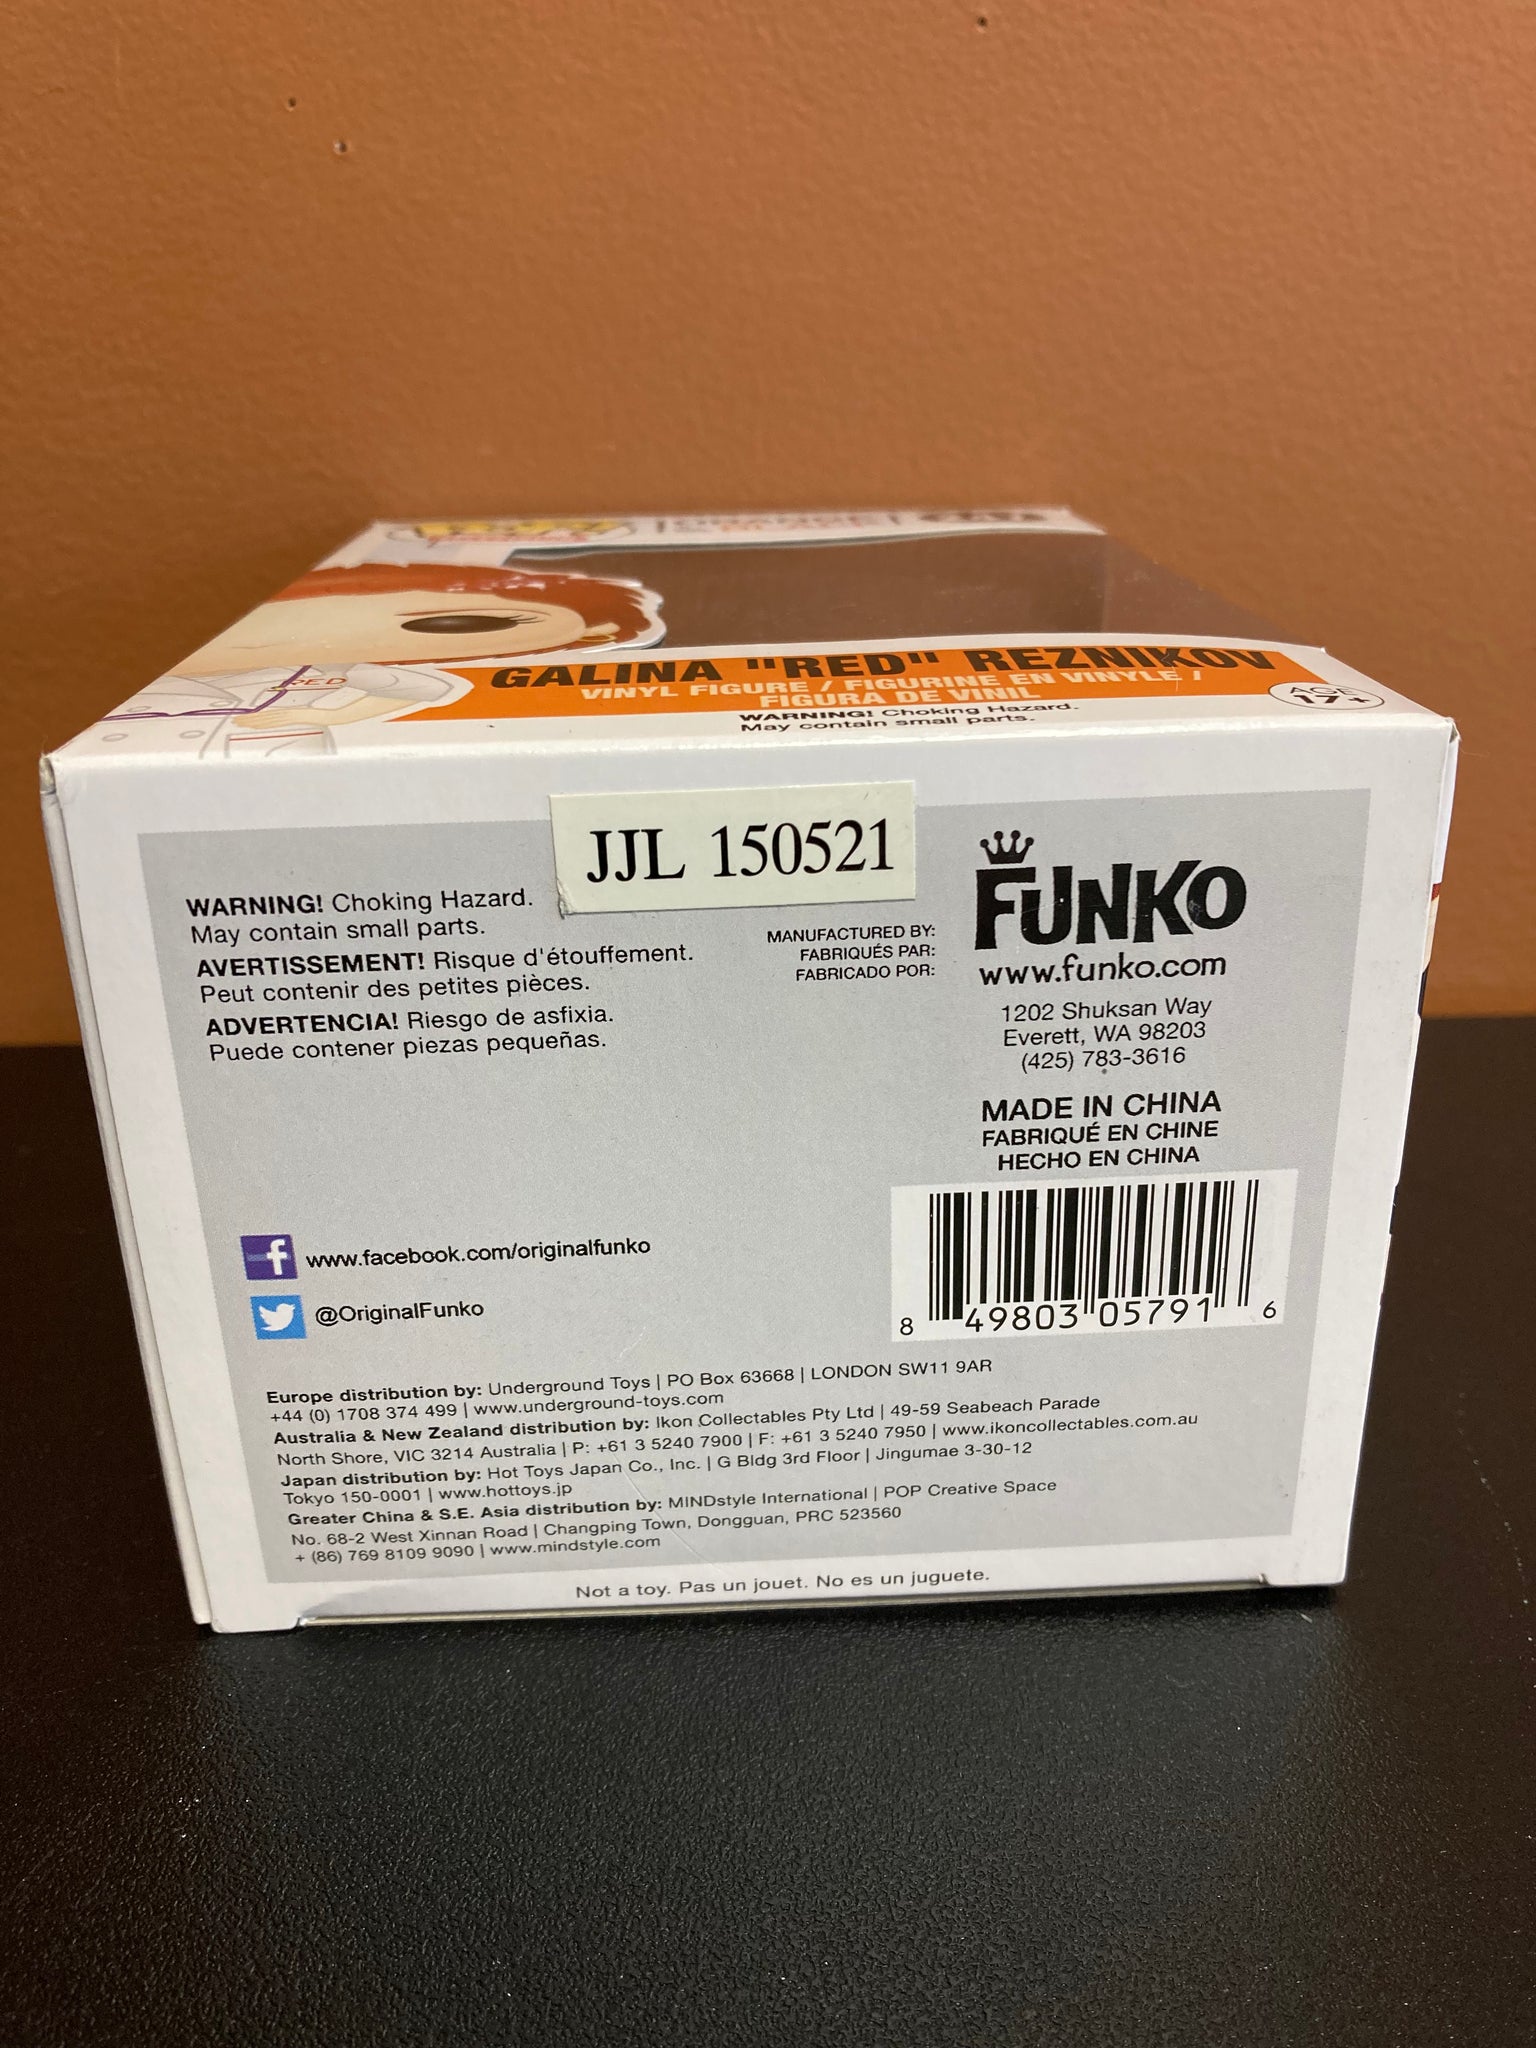 RED
GALINA "RED" REZNIKOV
VINYL FIGURE / FIGURINE EN VINYLE /
FIGURA DE VINIL
AGE
17+
WARNING! Choking Hazard.
May contain small parts.
JJL 150521
WARNING! Choking Hazard.
May contain small parts.
AVERTISSEMENT! Risque d'étouffement.
Peut contenir des petites pièces.
ADVERTENCIA! Riesgo de asfixia.
Puede contener piezas pequeñas.
MANUFACTURED BY:
FABRIQUÉS PAR:
FABRICADO POR:
FUNKO
www.funko.com
1202 Shuksan Way
Everett, WA 98203
(425) 783-3616
MADE IN CHINA
FABRIQUÉ EN CHINE
HECHO EN CHINA
8 49803 05791 6
f www.facebook.com/originalfunko
@OriginalFunko
Europe distribution by: Underground Toys | PO Box 63668 | LONDON SW11 9AR
+44 (0) 1708 374 499 | www.underground-toys.com
Australia & New Zealand distribution by: Ikon Collectables Pty Ltd | 49-59 Seabeach Parade
North Shore, VIC 3214 Australia | P: +61 3 5240 7900 | F: +61 3 5240 7950 | www.ikoncollectables.com.au
Japan distribution by: Hot Toys Japan Co., Inc. | G Bldg 3rd Floor | Jingumae 3-30-12
Tokyo 150-0001 | www.hottoys.jp
Greater China & S.E. Asia distribution by: MINDstyle International | POP Creative Space
No. 68-2 West Xinnan Road | Changping Town, Dongguan, PRC 523560
+ (86) 769 8109 9090 | www.mindstyle.com
Not a toy. Pas un jouet. No es un juguete.